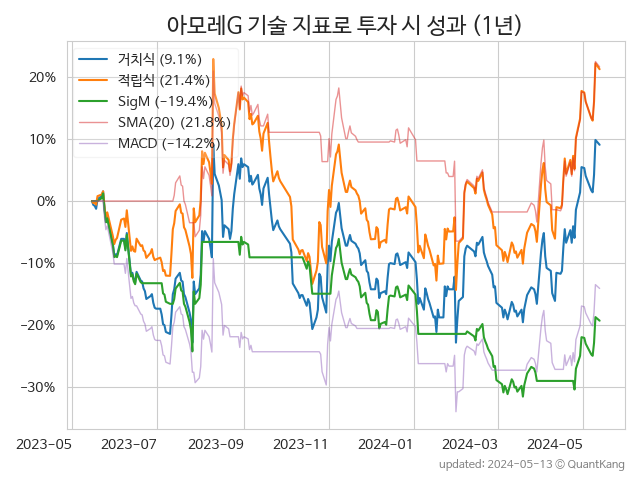 아모레G 기술 지표로 투자 시 성과 (1년)
거치식 (9.1%)
적립식 (21.4%)
SigM (−19.4%)
SMA(20) (21.8%)
MACD (−14.2%)
20%
10%
0%
−10%
−20%
−30%
2023-05 2023-07 2023-09 2023-11 2024-01 2024-03 2024-05
updated: 2024-05-13 ⓒ QuantKang